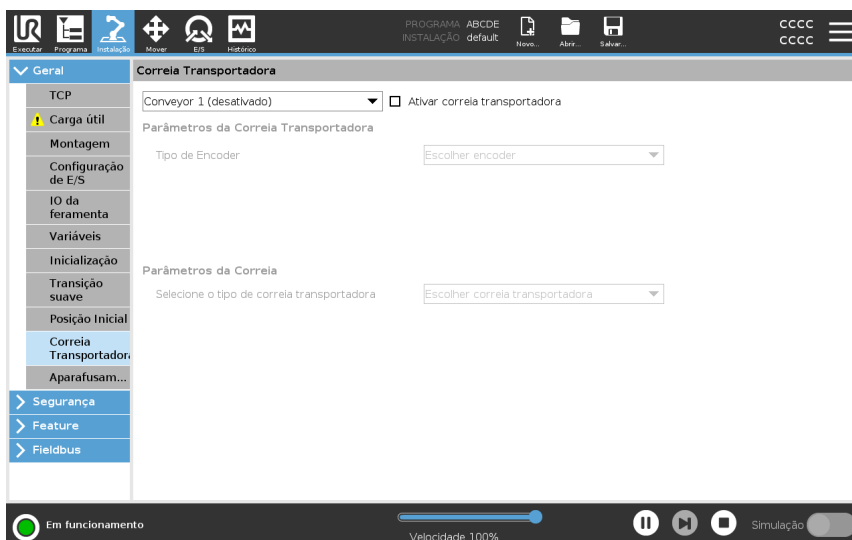 UR
PROGRAMA ABCDE
INSTALAÇÃO default
CCCC
CCCC
Executar
Programa
Instalação
Mover
E/S
Histórico
Novo...
Abrir...
Salvar...
Geral
Correia Transportadora
TCP
Carga útil
Montagem
Configuração
de E/S
IO da
feramenta
Variáveis
Inicialização
Transição
suave
Posição Inicial
Correia
Transportadora
Aparafusam...
Segurança
Feature
Fieldbus
Conveyor 1 (desativado)
Ativar correia transportadora
Parâmetros da Correia Transportadora
Tipo de Encoder
Escolher encoder
Parâmetros da Correia
Selecione o tipo de correia transportadora
Escolher correia transportadora
Em funcionamento
Velocidade 100%
Simulação